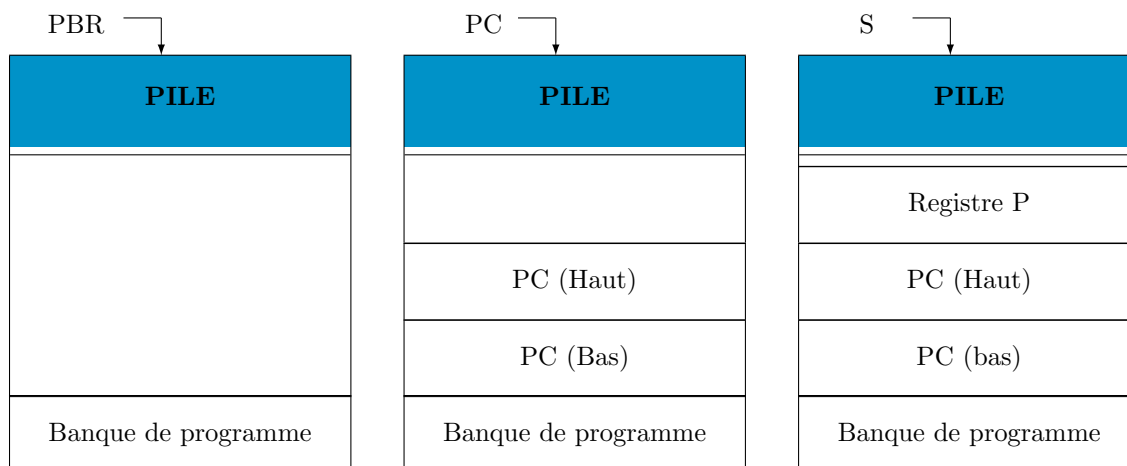 PBR
PC
S
PILE
PILE
PILE
Registre P
PC (Haut)
PC (Haut)
PC (Bas)
PC (bas)
Banque de programme
Banque de programme
Banque de programme